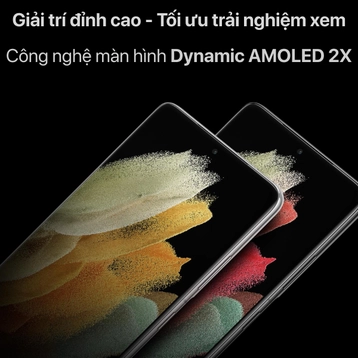 Giải trí đỉnh cao - Tối ưu trải nghiệm xem
Công nghệ màn hình Dynamic AMOLED 2X